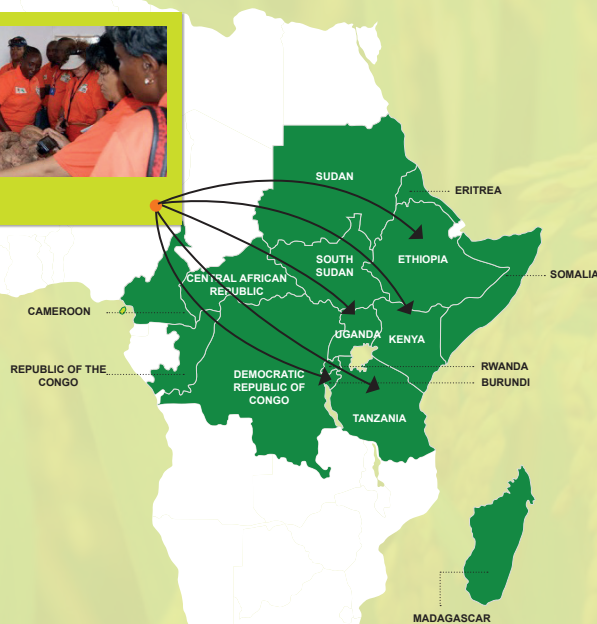 SUDAN
ERITREA
ETHIOPIA
SOUTH
SUDAN
SOMALIA
CENTRAL AFRICAN
REPUBLIC
CAMEROON
UGANDA
KENYA
REPUBLIC OF THE
CONGO
RWANDA
DEMOCRATIC
REPUBLIC OF
CONGO
BURUNDI
TANZANIA
MADAGASCAR